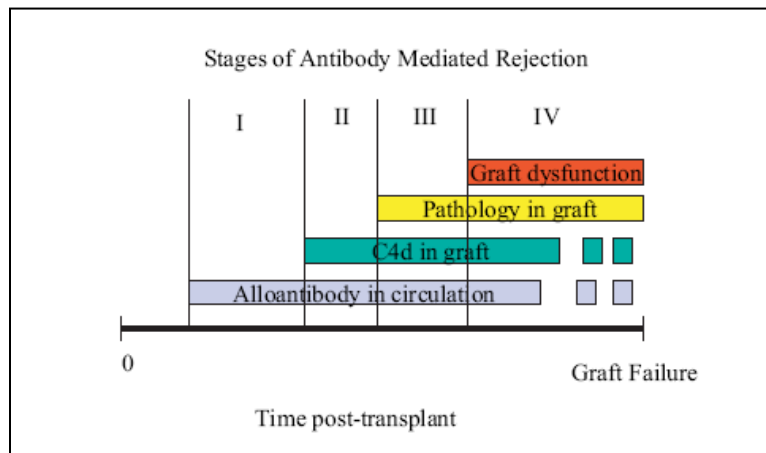 Stages of Antibody Mediated Rejection
I
II
III
IV
Graft dysfunction
Pathology in graft
C4d in graft
Alloantibody in circulation
0
Graft Failure
Time post-transplant